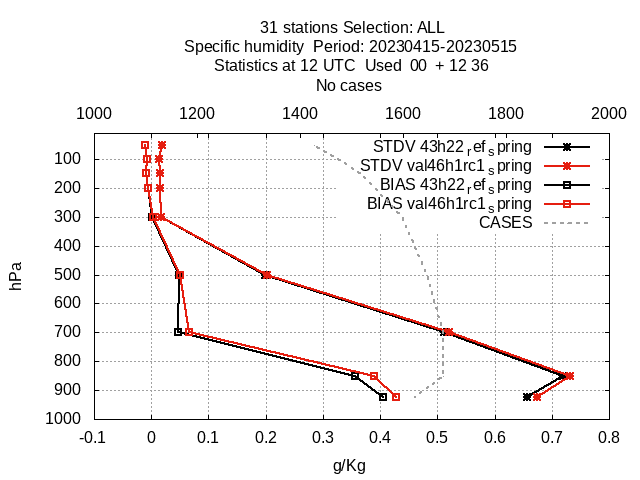 31 stations Selection: ALL
Specific humidity  Period: 20230415-20230515
Statistics at 12 UTC  Used  00  + 12 36
No cases
1000 1200 1400 1600 1800 2000
STDV 43h22_ref_spring
STDV val46h1rc1_spring
BIAS 43h22_ref_spring
BIAS val46h1rc1_spring
CASES
100
200
300
400
500
600
700
800
900
1000
hPa
-0.1 0 0.1 0.2 0.3 0.4 0.5 0.6 0.7 0.8
g/Kg